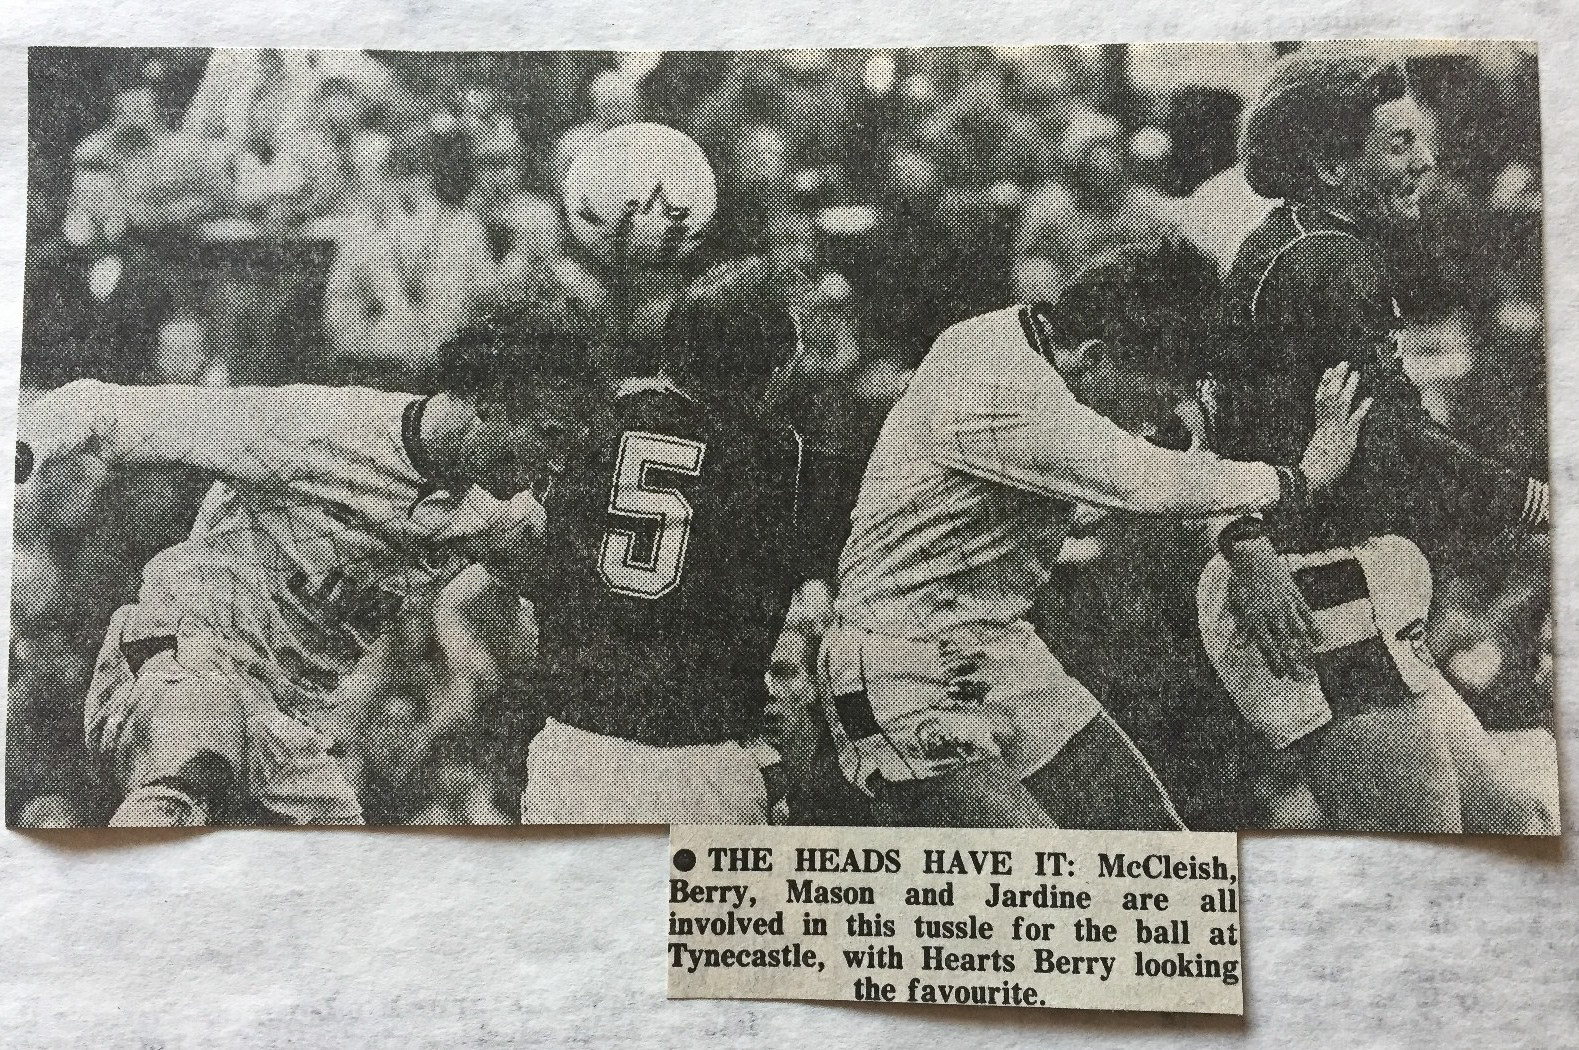 5
● THE HEADS HAVE IT: McCleish,
Berry, Mason and Jardine are all
involved in this tussle for the ball at
Tynecastle, with Hearts Berry looking
the favourite.